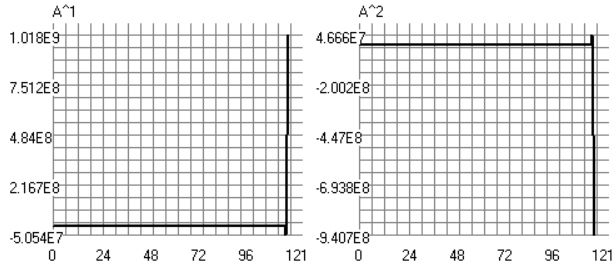 A^1
1.018E9
7.512E8
4.84E8
2.167E8
-5.054E7
0 24 48 72 96 121
A^2
4.666E7
-2.002E8
-4.47E8
-6.938E8
-9.407E8
0 24 48 72 96 121